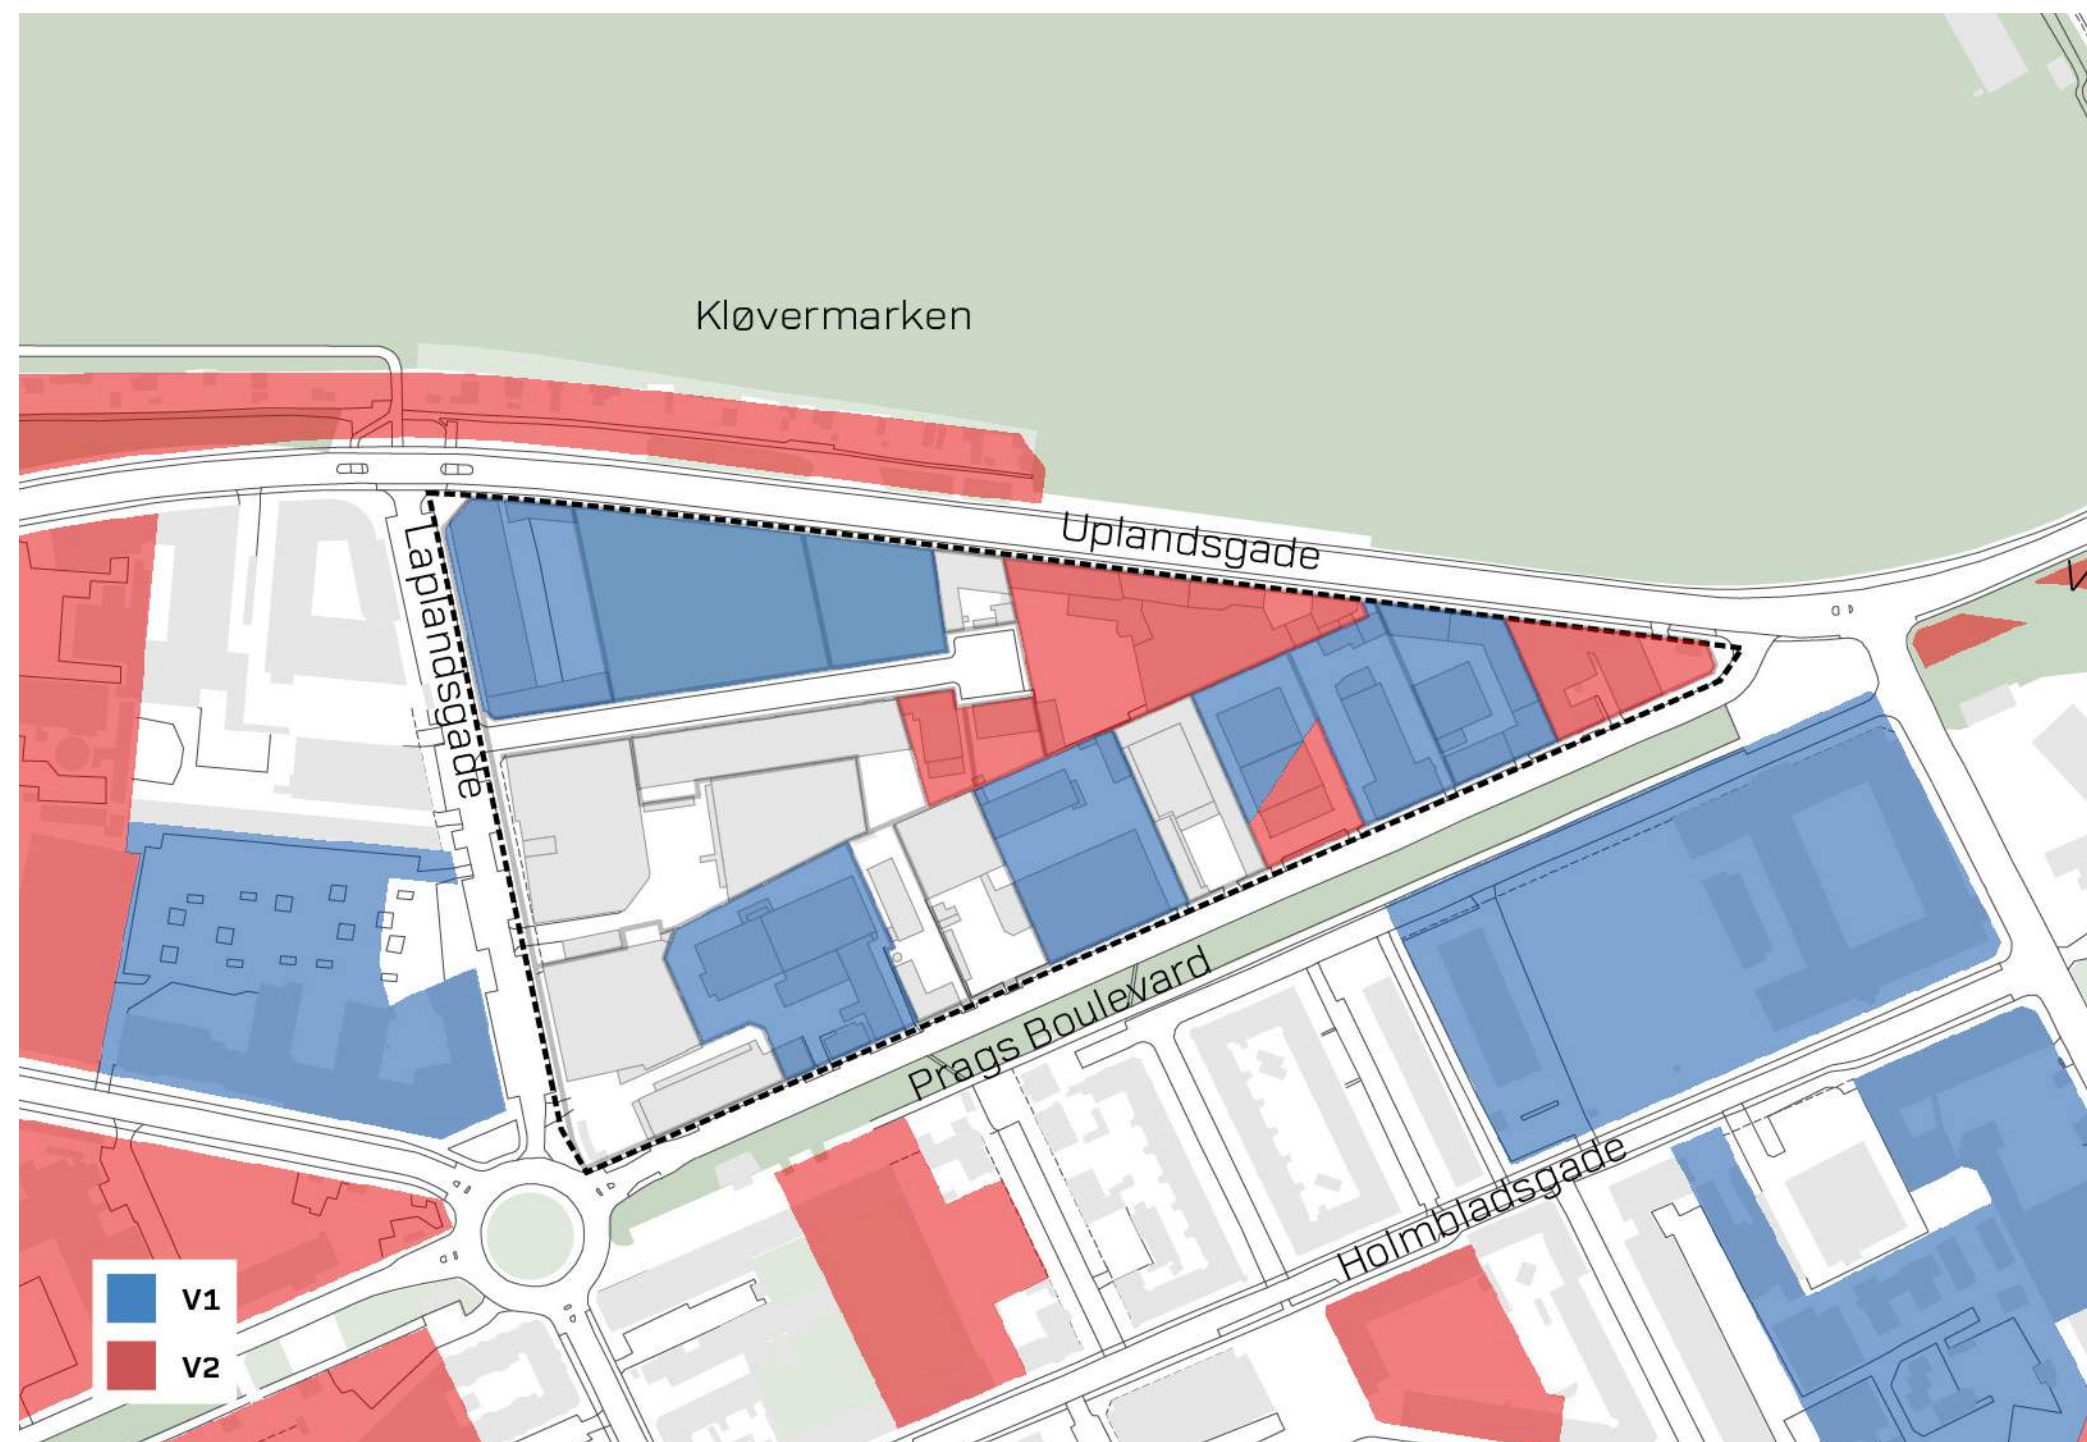 Kløvermarken
Uplandsgade
Laplandsgade
Prags Boulevard
Holmbladsgade
V1
V2